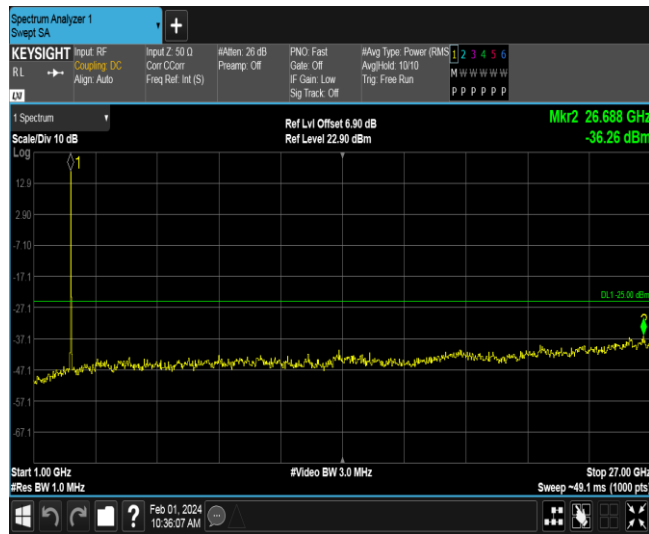 Spectrum Analyzer 1
Swept SA
+
KEYSIGHT
RL
LXI
Input: RF
Coupling: DC
Align: Auto
Input Z: 50 Ω
Corr CCorr
Freq Ref: Int (S)
#Atten: 26 dB
Preamp: Off
PNO: Fast
Gate: Off
IF Gain: Low
Sig Track: Off
#Avg Type: Power (RMS
Avg|Hold: 10/10
Trig: Free Run
1 2 3 4 5 6
M W W W W W
P P P P P P
1 Spectrum
Scale/Div 10 dB
Log
Ref Lvl Offset 6.90 dB
Ref Level 22.90 dBm
Mkr2 26.688 GHz
-36.26 dBm
1
12.9
2.90
-7.10
-17.1
DL1 -25.00 dBm
-27.1
2
-37.1
-47.1
-57.1
-67.1
Start 1.00 GHz
#Res BW 1.0 MHz
#Video BW 3.0 MHz
Stop 27.00 GHz
Sweep ~49.1 ms (1000 pts)
?
Feb 01, 2024
10:36:07 AM